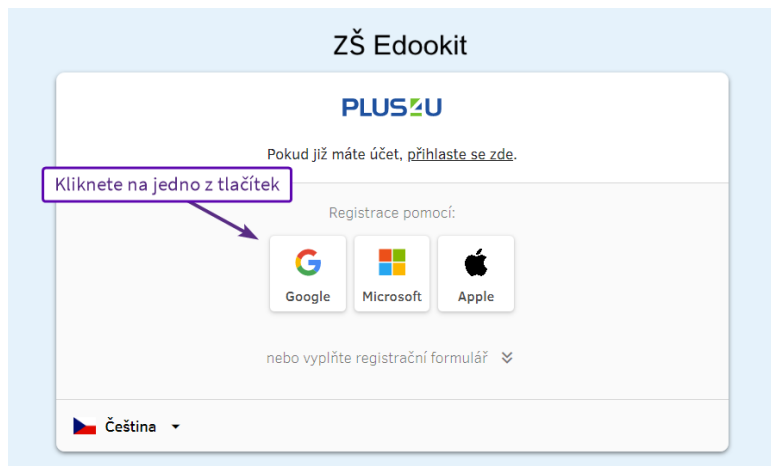 ZŠ Edookit
PLUS4U
Pokud již máte účet, přihlaste se zde.
Kliknete na jedno z tlačítek
Registrace pomocí:
Google Microsoft Apple
nebo vyplňte registrační formulář
Čeština